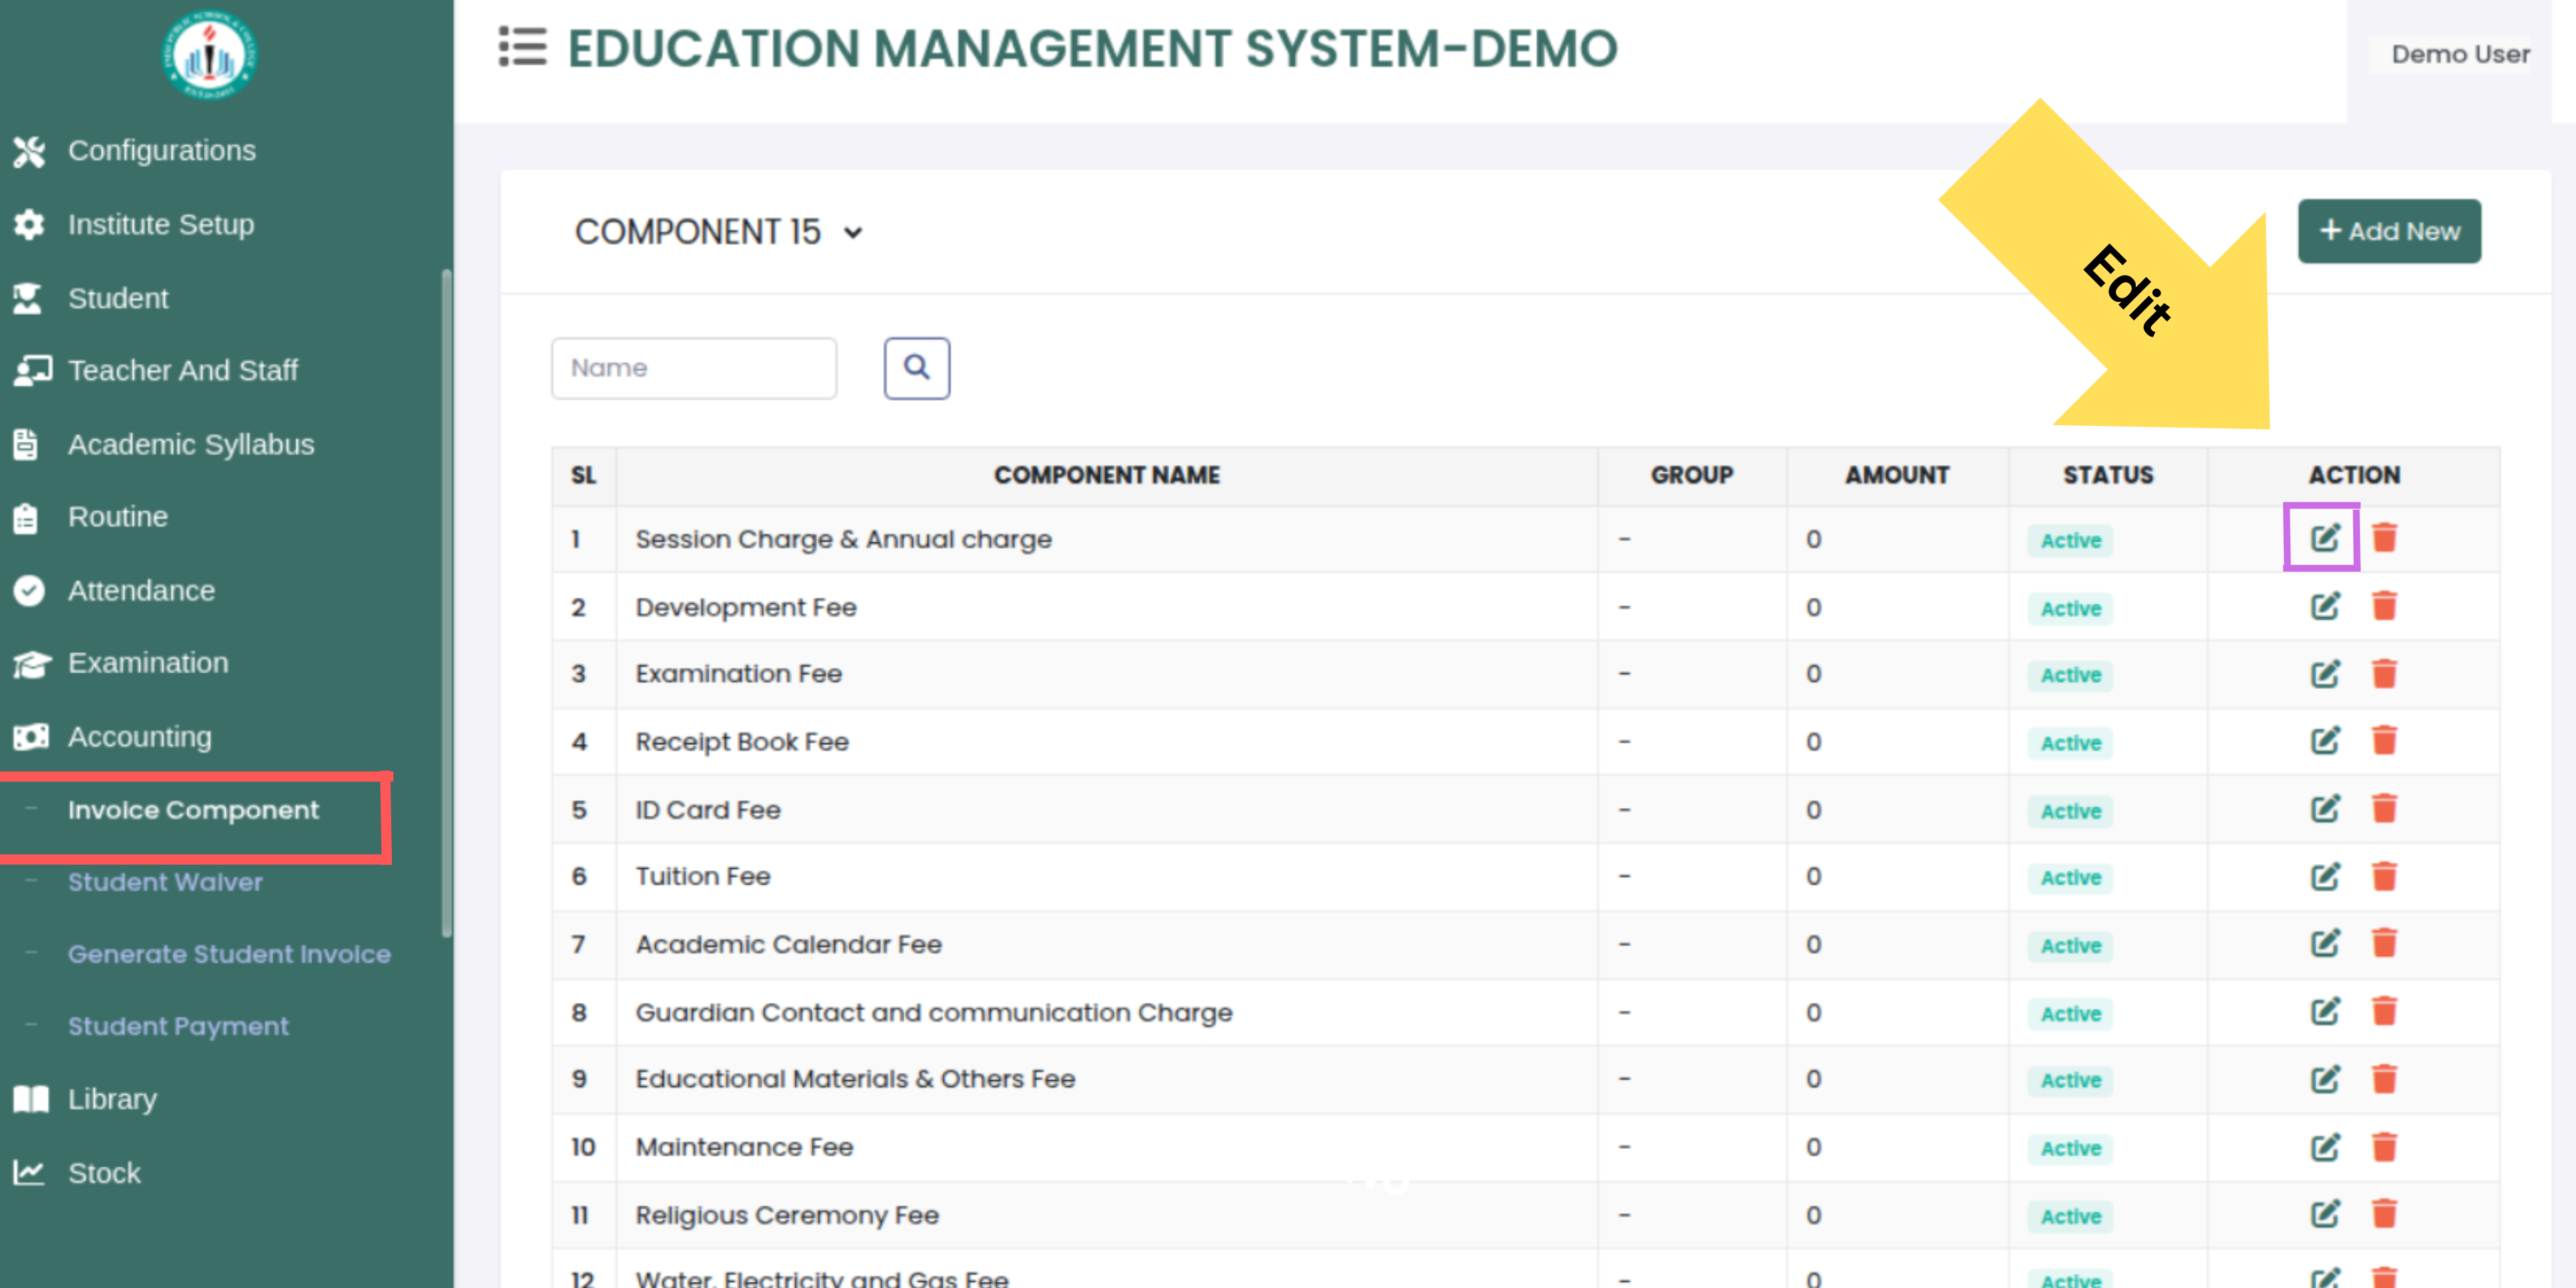 EDUCATION MANAGEMENT SYSTEM-DEMO
Demo User
Configurations
Institute Setup
Student
Teacher And Staff
Academic Syllabus
Routine
Attendance
Examination
Accounting
Invoice Component
Student Waiver
Generate Student Invoice
Student Payment
Library
Stock
COMPONENT 15
+ Add New
Edit
Name
SL COMPONENT NAME GROUP AMOUNT STATUS ACTION
1 Session Charge & Annual charge - 0 Active
2 Development Fee - 0 Active
3 Examination Fee - 0 Active
4 Receipt Book Fee - 0 Active
5 ID Card Fee - 0 Active
6 Tuition Fee - 0 Active
7 Academic Calendar Fee - 0 Active
8 Guardian Contact and communication Charge - 0 Active
9 Educational Materials & Others Fee - 0 Active
10 Maintenance Fee - 0 Active
11 Religious Ceremony Fee - 0 Active
12 Water, Electricity and Gas Fee - 0 Active